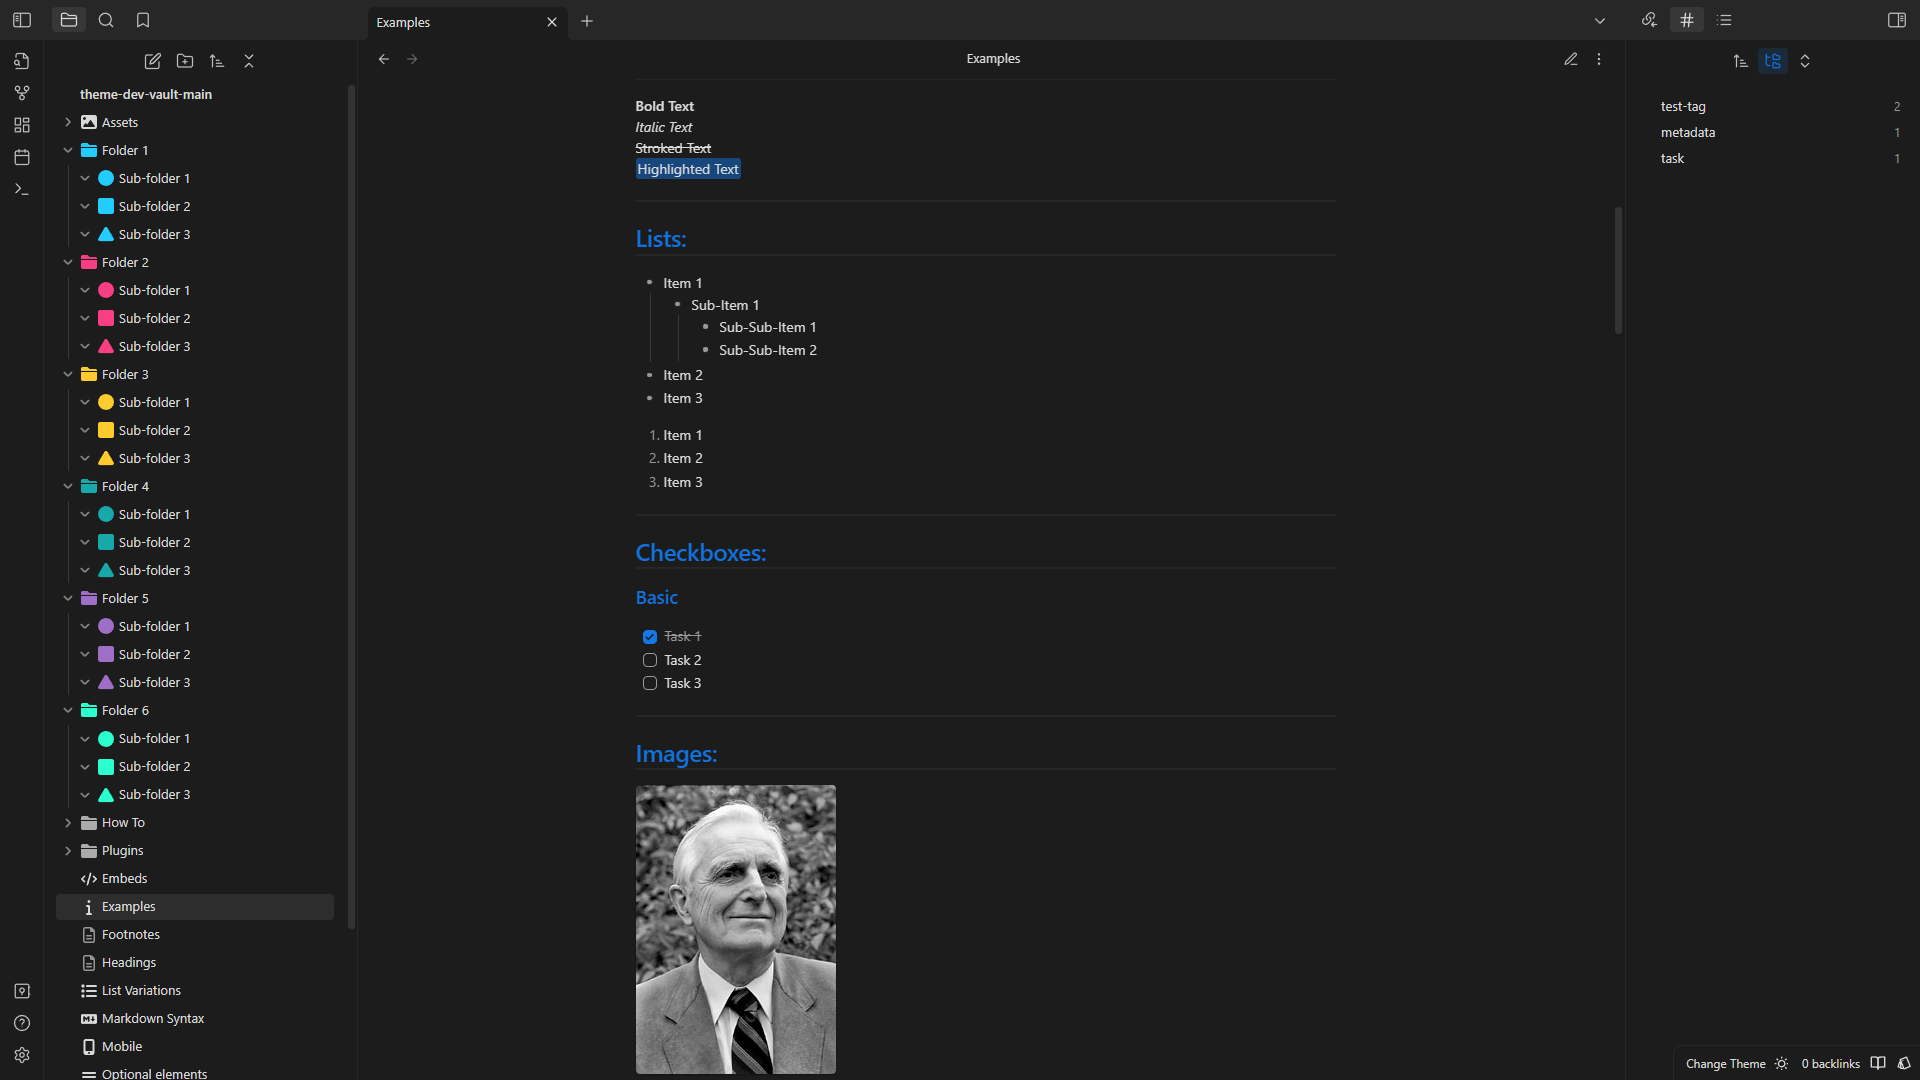 Examples
theme-dev-vault-main
Assets
Folder 1
Sub-folder 1
Sub-folder 2
Sub-folder 3
Folder 2
Sub-folder 1
Sub-folder 2
Sub-folder 3
Folder 3
Sub-folder 1
Sub-folder 2
Sub-folder 3
Folder 4
Sub-folder 1
Sub-folder 2
Sub-folder 3
Folder 5
Sub-folder 1
Sub-folder 2
Sub-folder 3
Folder 6
Sub-folder 1
Sub-folder 2
Sub-folder 3
How To
Plugins
Embeds
Examples
Footnotes
Headings
List Variations
Markdown Syntax
Mobile
Optional elements
Examples
Bold Text
Italic Text
Stroked Text
Highlighted Text
Lists:
Item 1
Sub-Item 1
Sub-Sub-Item 1
Sub-Sub-Item 2
Item 2
Item 3
1. Item 1
2. Item 2
3. Item 3
Checkboxes:
Basic
Task 1
Task 2
Task 3
Images:
test-tag 2
metadata 1
task 1
Change Theme 0 backlinks